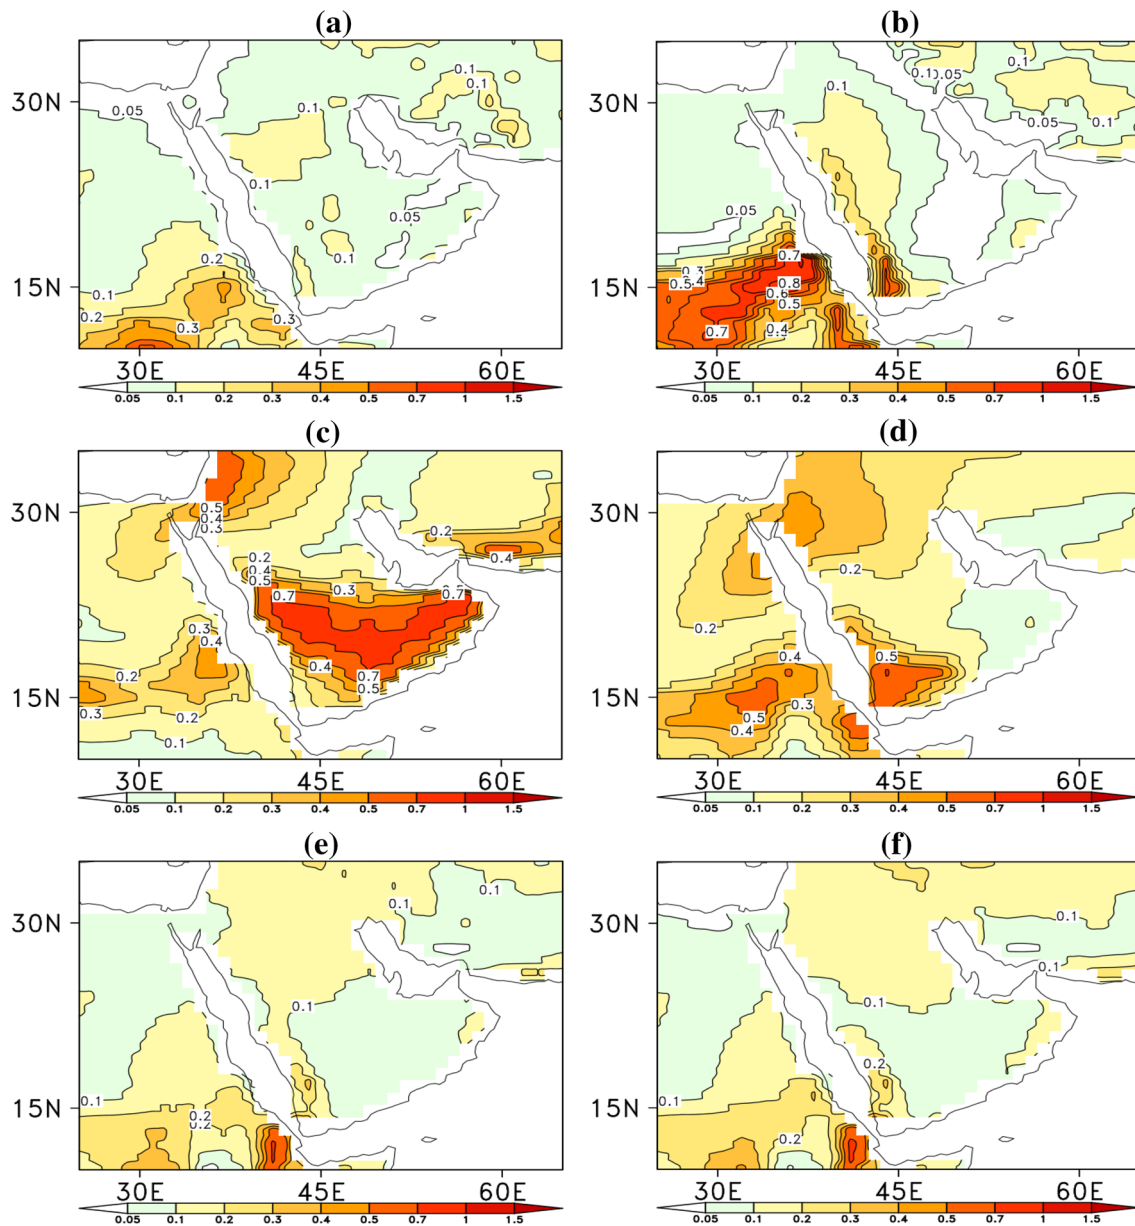 (a) (b)
30N 0.05 0.1 0.1 0.1 0.1 0.05 0.1 0.2 0.1 0.2 0.3 0.3 15N
30N 0.1 0.05 0.1 0.1 0.1 0.05 0.05 0.7 0.3 0.5 0.4 0.8 0.6 0.5 0.4 0.7 15N
30E 45E 60E 30E 45E 60E
0.05 0.1 0.2 0.3 0.4 0.5 0.7 1 1.5 0.05 0.1 0.2 0.3 0.4 0.5 0.7 1 1.5
(c) (d)
30N 0.5 0.4 0.3 0.2 0.4 0.2 0.4 0.5 0.7 0.3 0.7 0.3 0.4 0.4 0.7 0.5 0.2 0.3 0.2 0.1 15N
30N 0.2 0.2 0.4 0.5 0.3 0.5 0.4 15N
30E 45E 60E 30E 45E 60E
0.05 0.1 0.2 0.3 0.4 0.5 0.7 1 1.5 0.05 0.1 0.2 0.3 0.4 0.5 0.7 1 1.5
(e) (f)
30N 0.1 0.1 0.1 0.1 0.2 0.2 15N
30N 0.1 0.1 0.1 0.2 0.1 0.2 15N
30E 45E 60E 30E 45E 60E
0.05 0.1 0.2 0.3 0.4 0.5 0.7 1 1.5 0.05 0.1 0.2 0.3 0.4 0.5 0.7 1 1.5